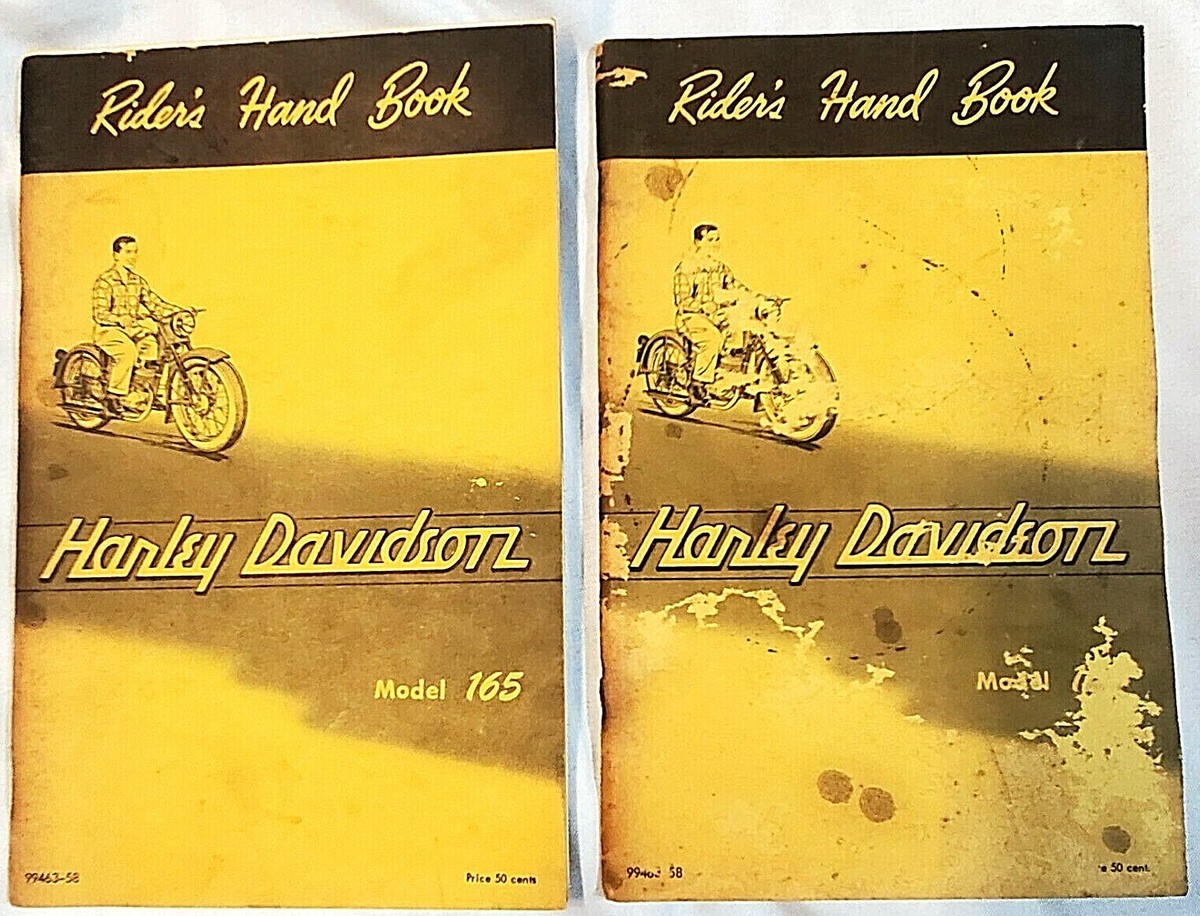 Rider's Hand Book
Harley Davidson
Model 165
99463-58
Price 50 cents
Rider's Hand Book
Harley Davidson
Model
58
50 cent